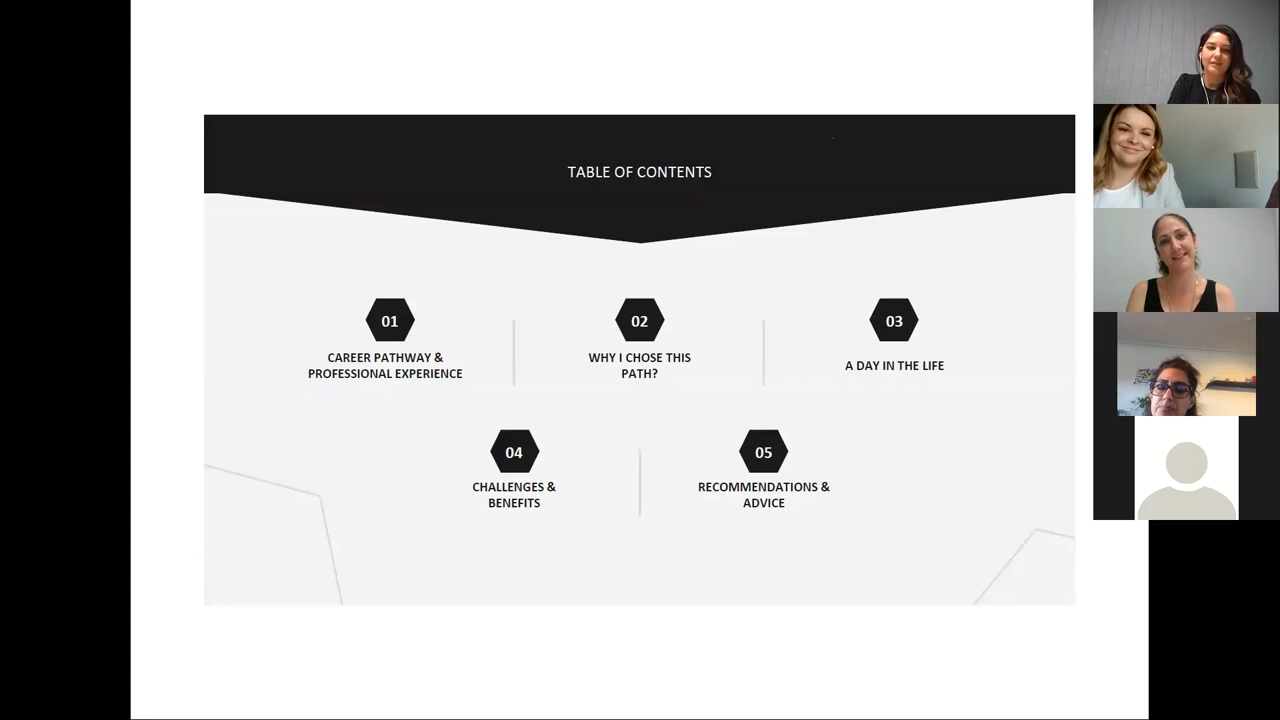 TABLE OF CONTENTS
01
CAREER PATHWAY &
PROFESSIONAL EXPERIENCE
02
WHY I CHOSE THIS
PATH?
03
A DAY IN THE LIFE
04
CHALLENGES &
BENEFITS
05
RECOMMENDATIONS &
ADVICE